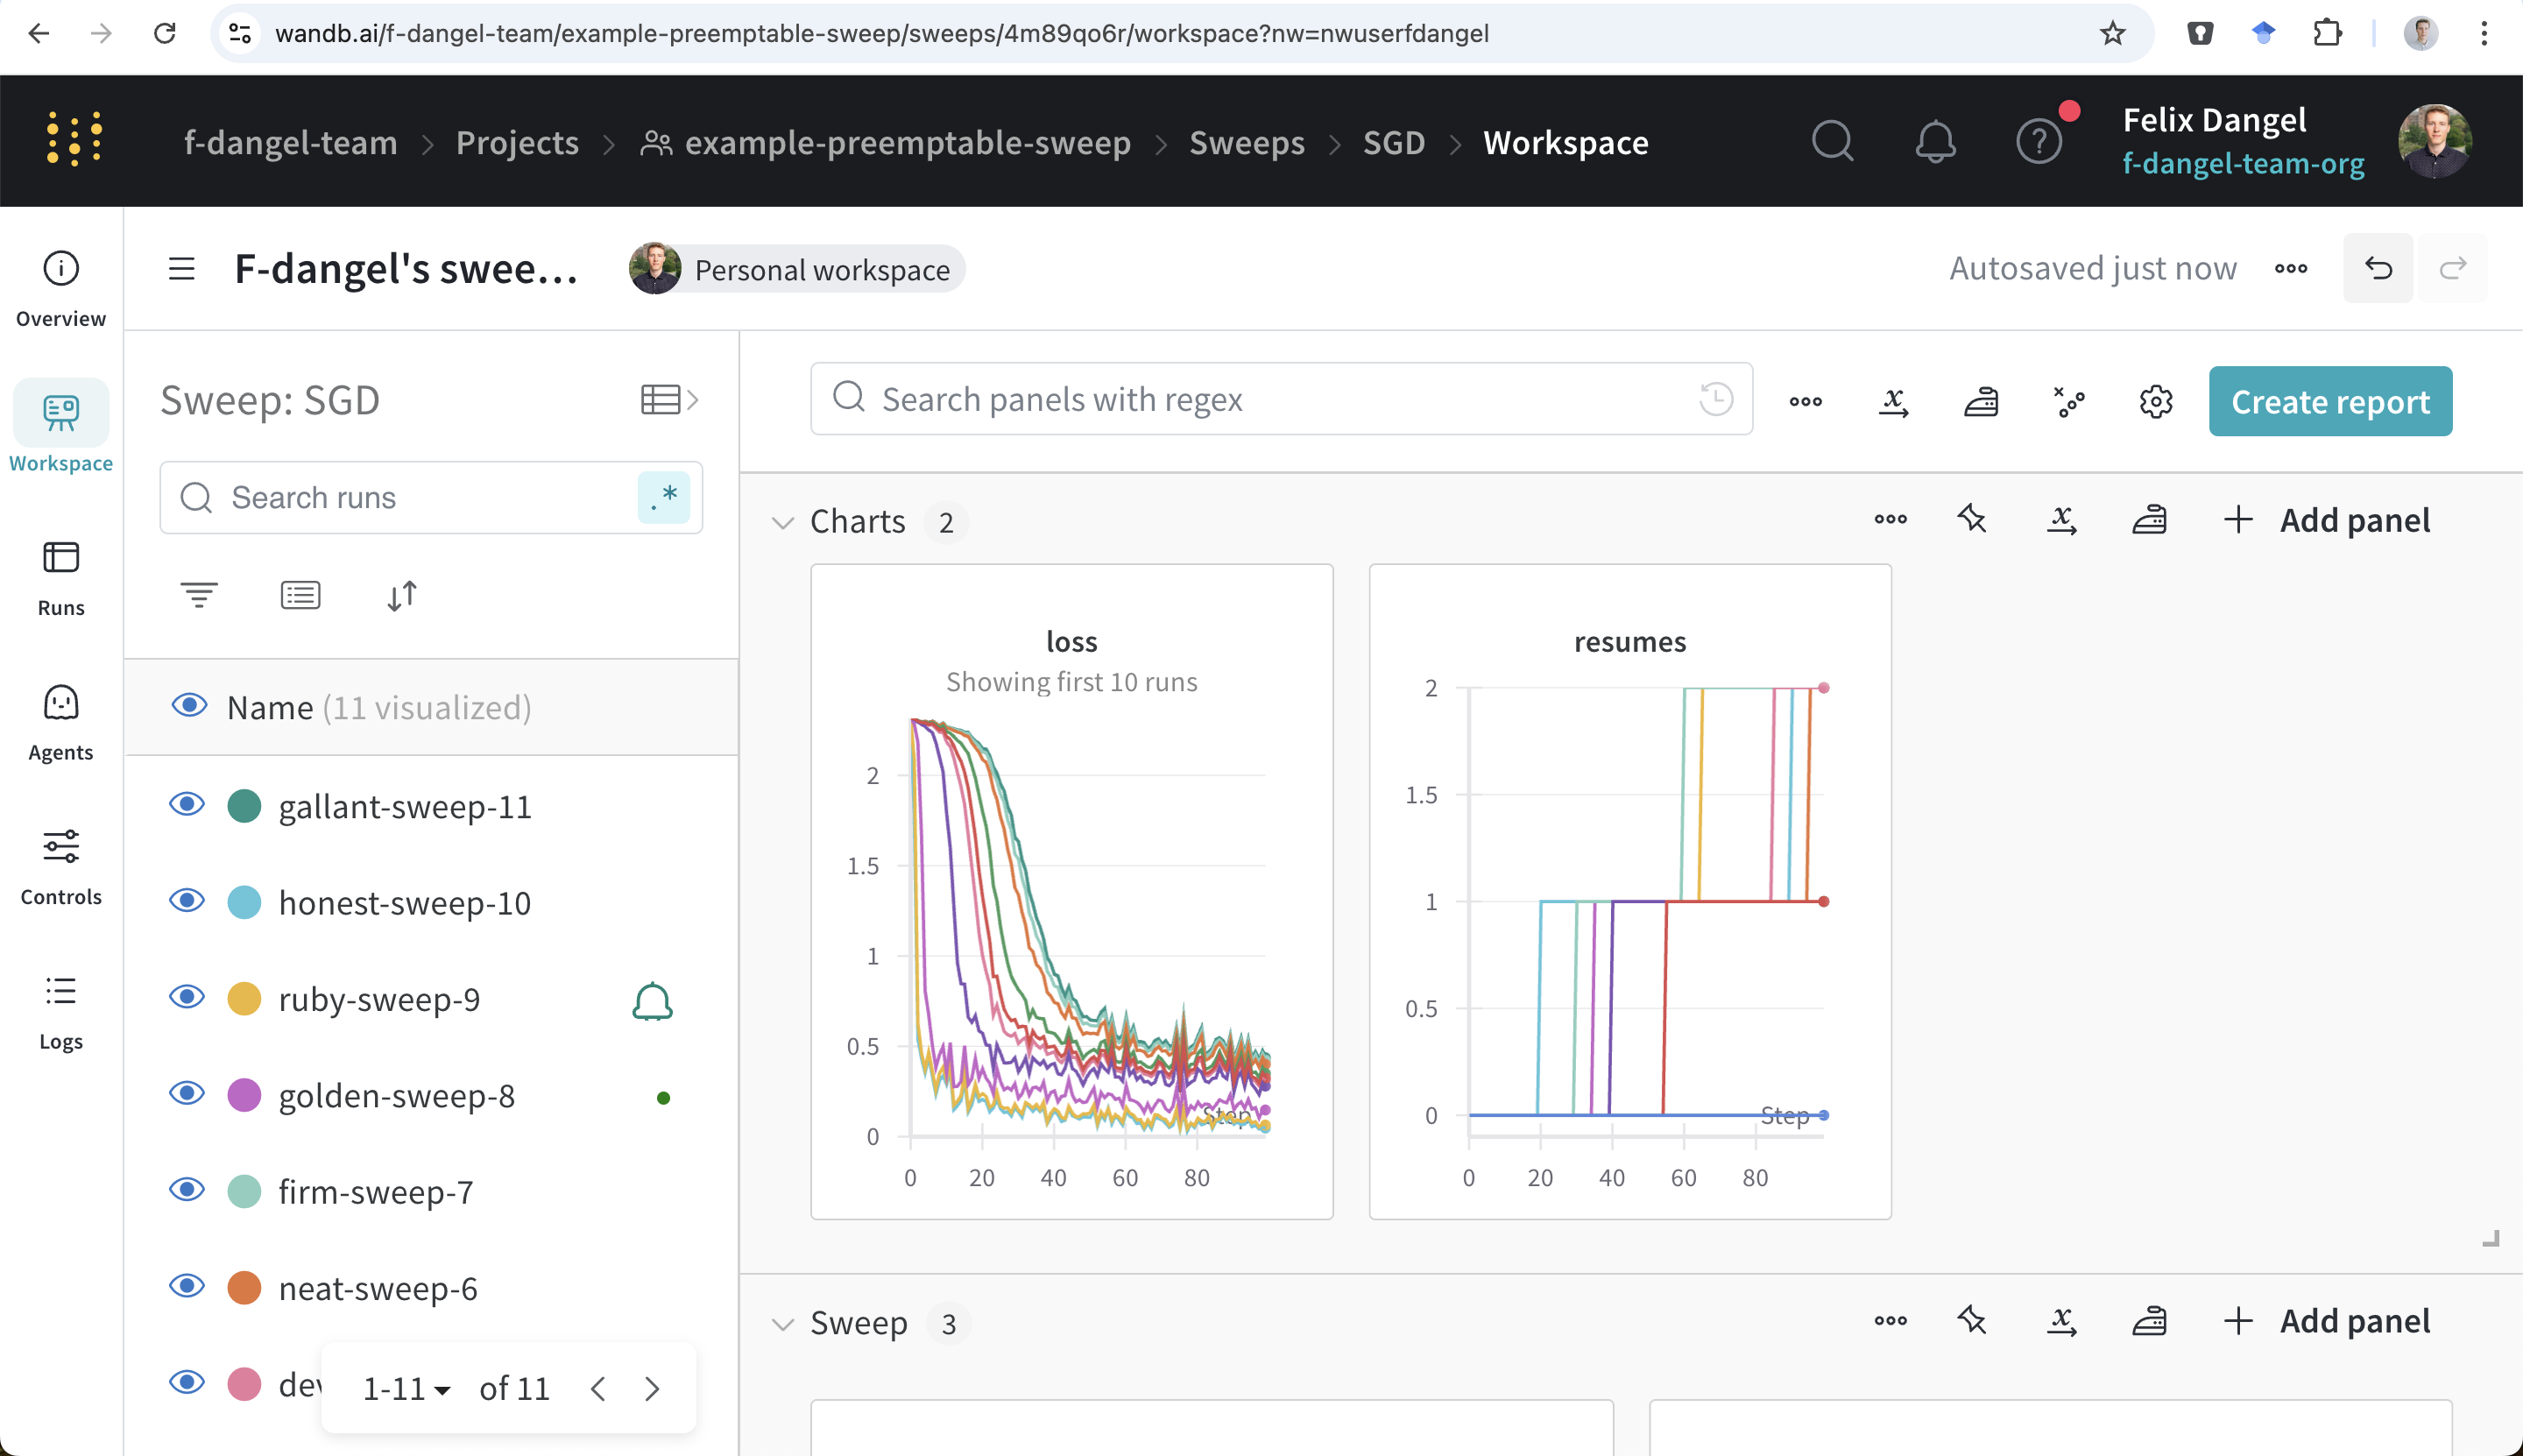 wandb.ai/f-dangel-team/example-preemptable-sweep/sweeps/4m89qo6r/workspace?nw=nwuserfdangel
f-dangel-team > Projects > example-preemptable-sweep > Sweeps > SGD > Workspace
Felix Dangel
f-dangel-team-org
F-dangel's swee...
Personal workspace
Autosaved just now
Overview
Workspace
Runs
Agents
Controls
Logs
Sweep: SGD
Search runs
.*
Name (11 visualized)
gallant-sweep-11
honest-sweep-10
ruby-sweep-9
golden-sweep-8
firm-sweep-7
neat-sweep-6
1-11 of 11
Search panels with regex
Create report
Charts 2
Add panel
loss
Showing first 10 runs
2
1.5
1
0.5
0
Step
0 20 40 60 80
resumes
2
1.5
1
0.5
0
Step
0 20 40 60 80
Sweep 3
Add panel